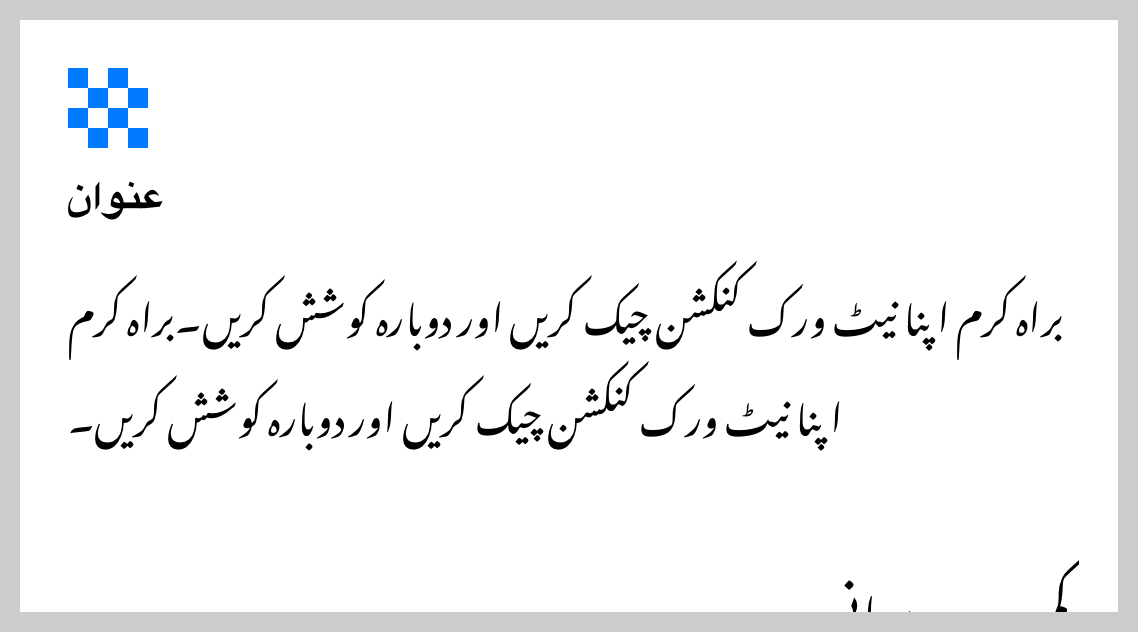 عنوان
براہ کرم اپنا نیٹ ورک کنکشن چیک کریں اور دوبارہ کوشش کریں۔براہ کرم
اپنا نیٹ ورک کنکشن چیک کریں اور دوبارہ کوشش کریں۔